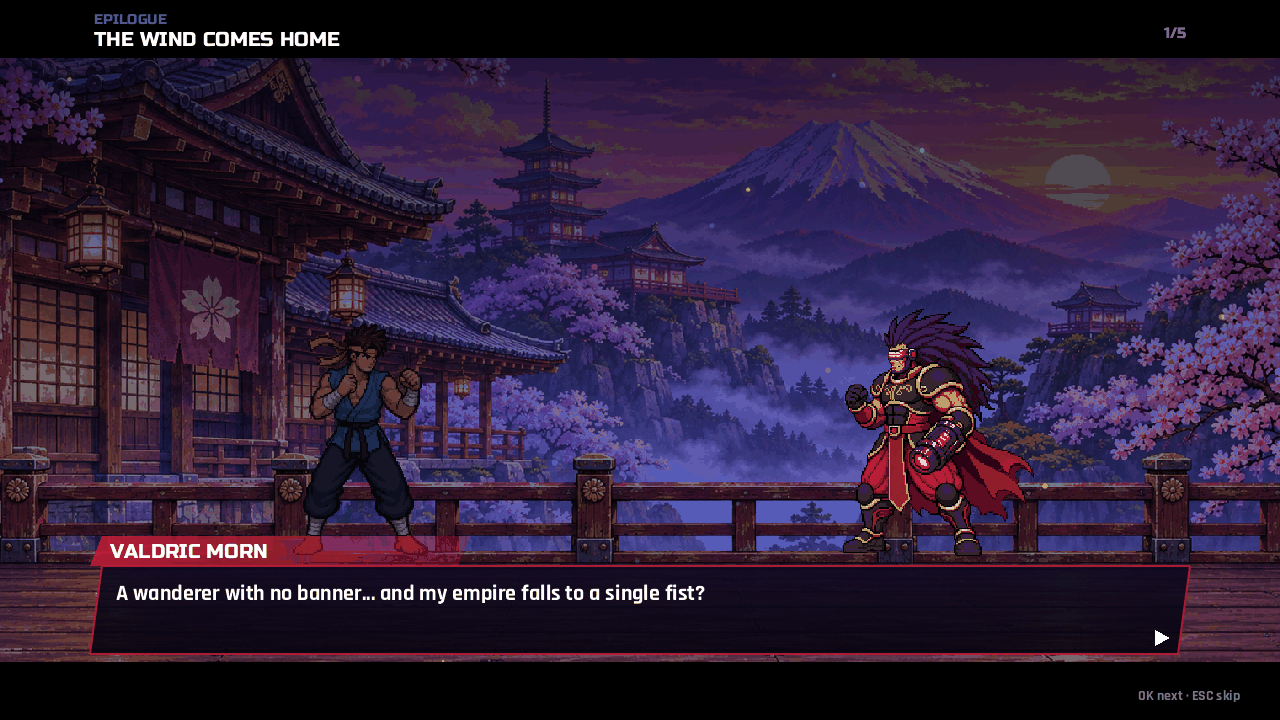 EPILOGUE
THE WIND COMES HOME
1/5
VALDRIC MORN
A wanderer with no banner... and my empire falls to a single fist?
OK next · ESC skip